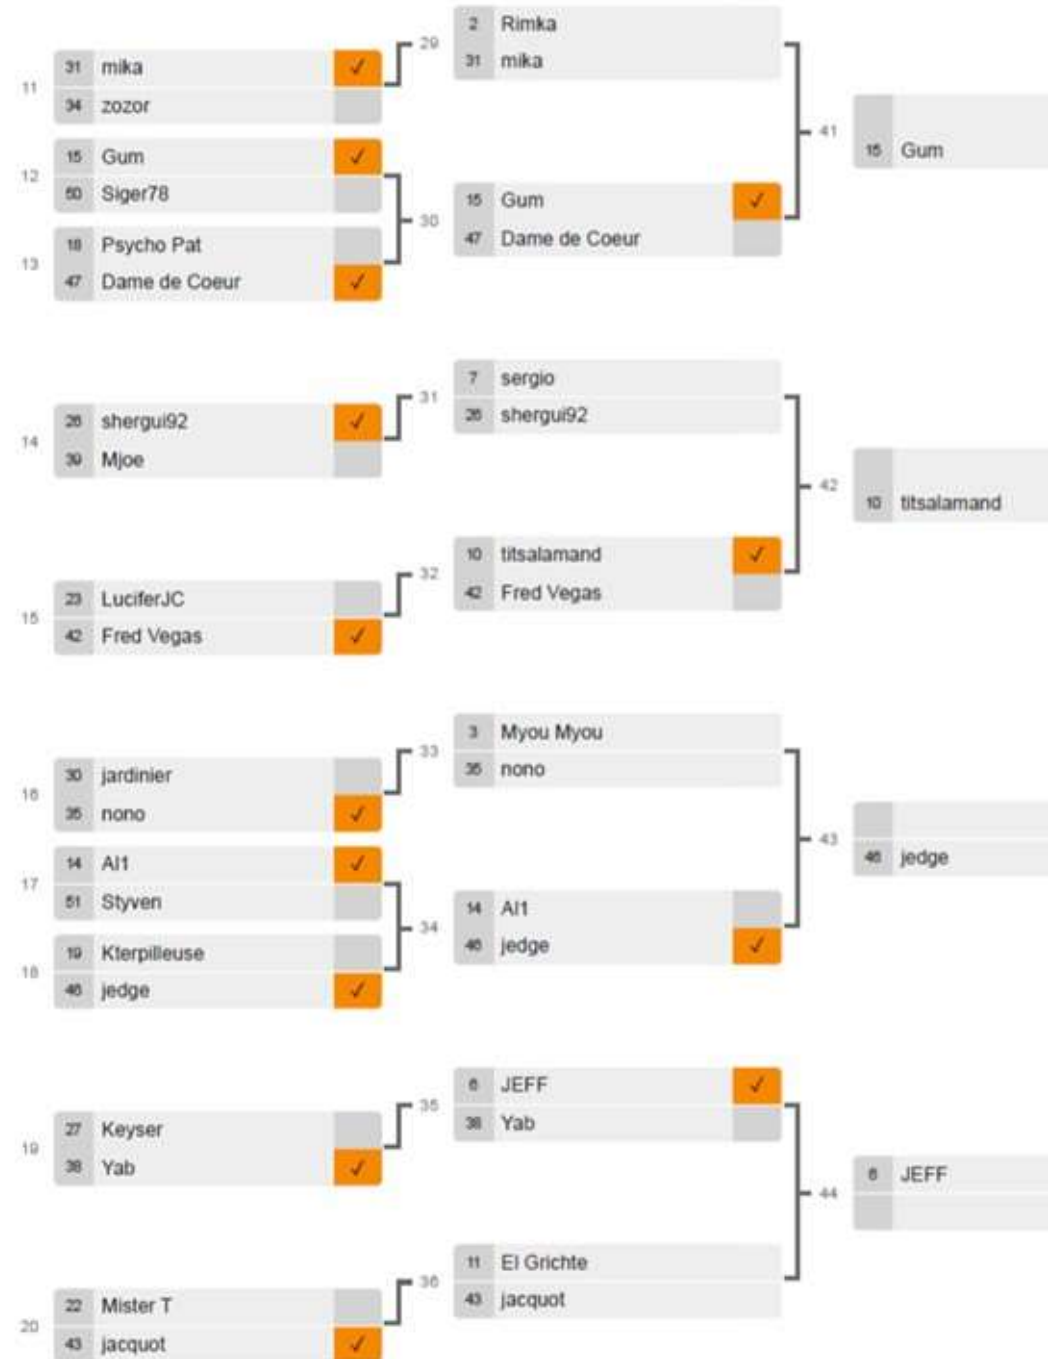 11
31 mika ✓
34 zozor
12
15 Gum ✓
50 Siger78
13
18 Psycho Pat
47 Dame de Coeur ✓
14
26 shergui92 ✓
39 Mjoe
15
23 LuciferJC
42 Fred Vegas ✓
16
30 jardinier
35 nono ✓
17
14 Al1 ✓
51 Styven
18
19 Kterpilleuse
46 jedge ✓
19
27 Keyser
38 Yab ✓
20
22 Mister T
43 jacquot ✓
29
2 Rimka
31 mika
30
15 Gum ✓
47 Dame de Coeur
31
7 sergio
26 shergui92
32
10 titsalamand ✓
42 Fred Vegas
33
3 Myou Myou
35 nono
34
14 Al1
46 jedge ✓
35
6 JEFF ✓
38 Yab
36
11 El Grichte
43 jacquot
41
15 Gum
42
10 titsalamand
43
46 jedge
44
6 JEFF